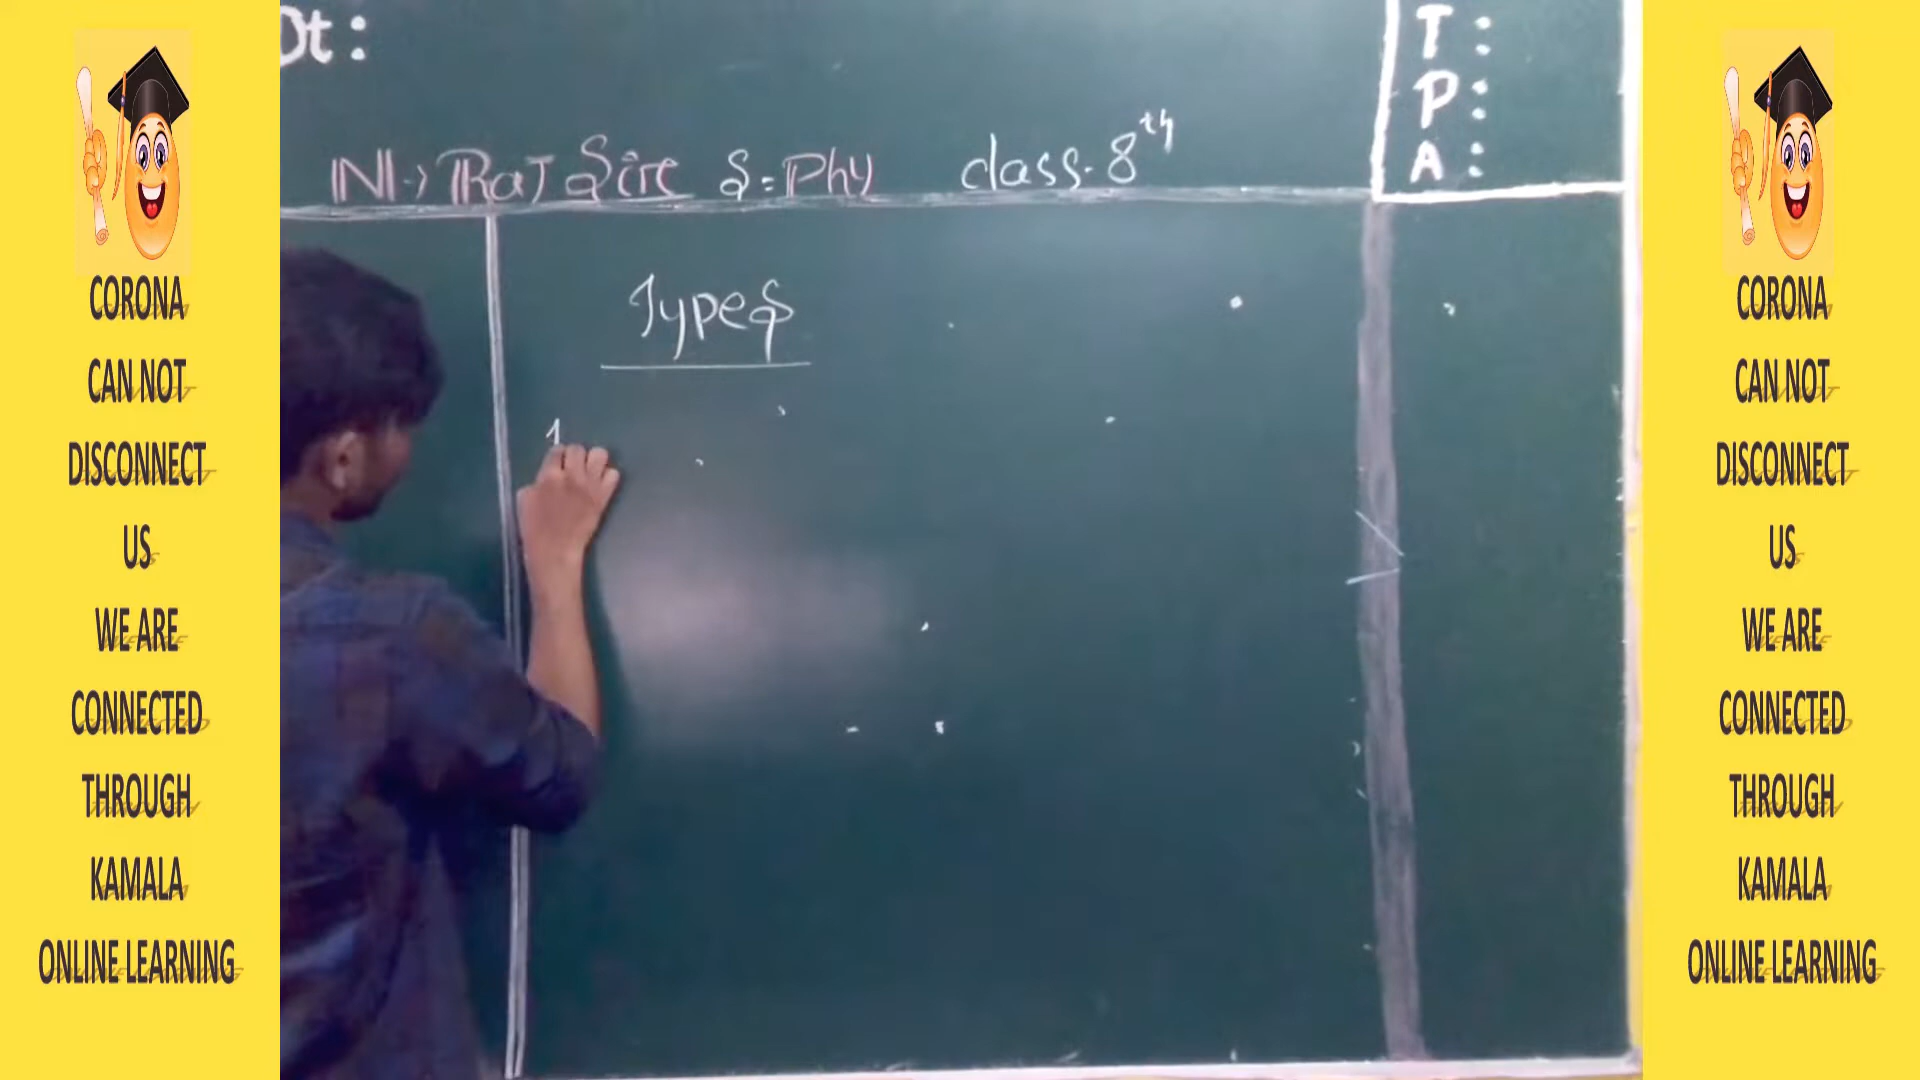 CORONA
CAN NOT
DISCONNECT
US
WE ARE
CONNECTED
THROUGH
KAMALA
ONLINE LEARNING
Dt:
T:
P:
A:
N→ RaJ Sir S=Phy class-8th
Types
1
CORONA
CAN NOT
DISCONNECT
US
WE ARE
CONNECTED
THROUGH
KAMALA
ONLINE LEARNING